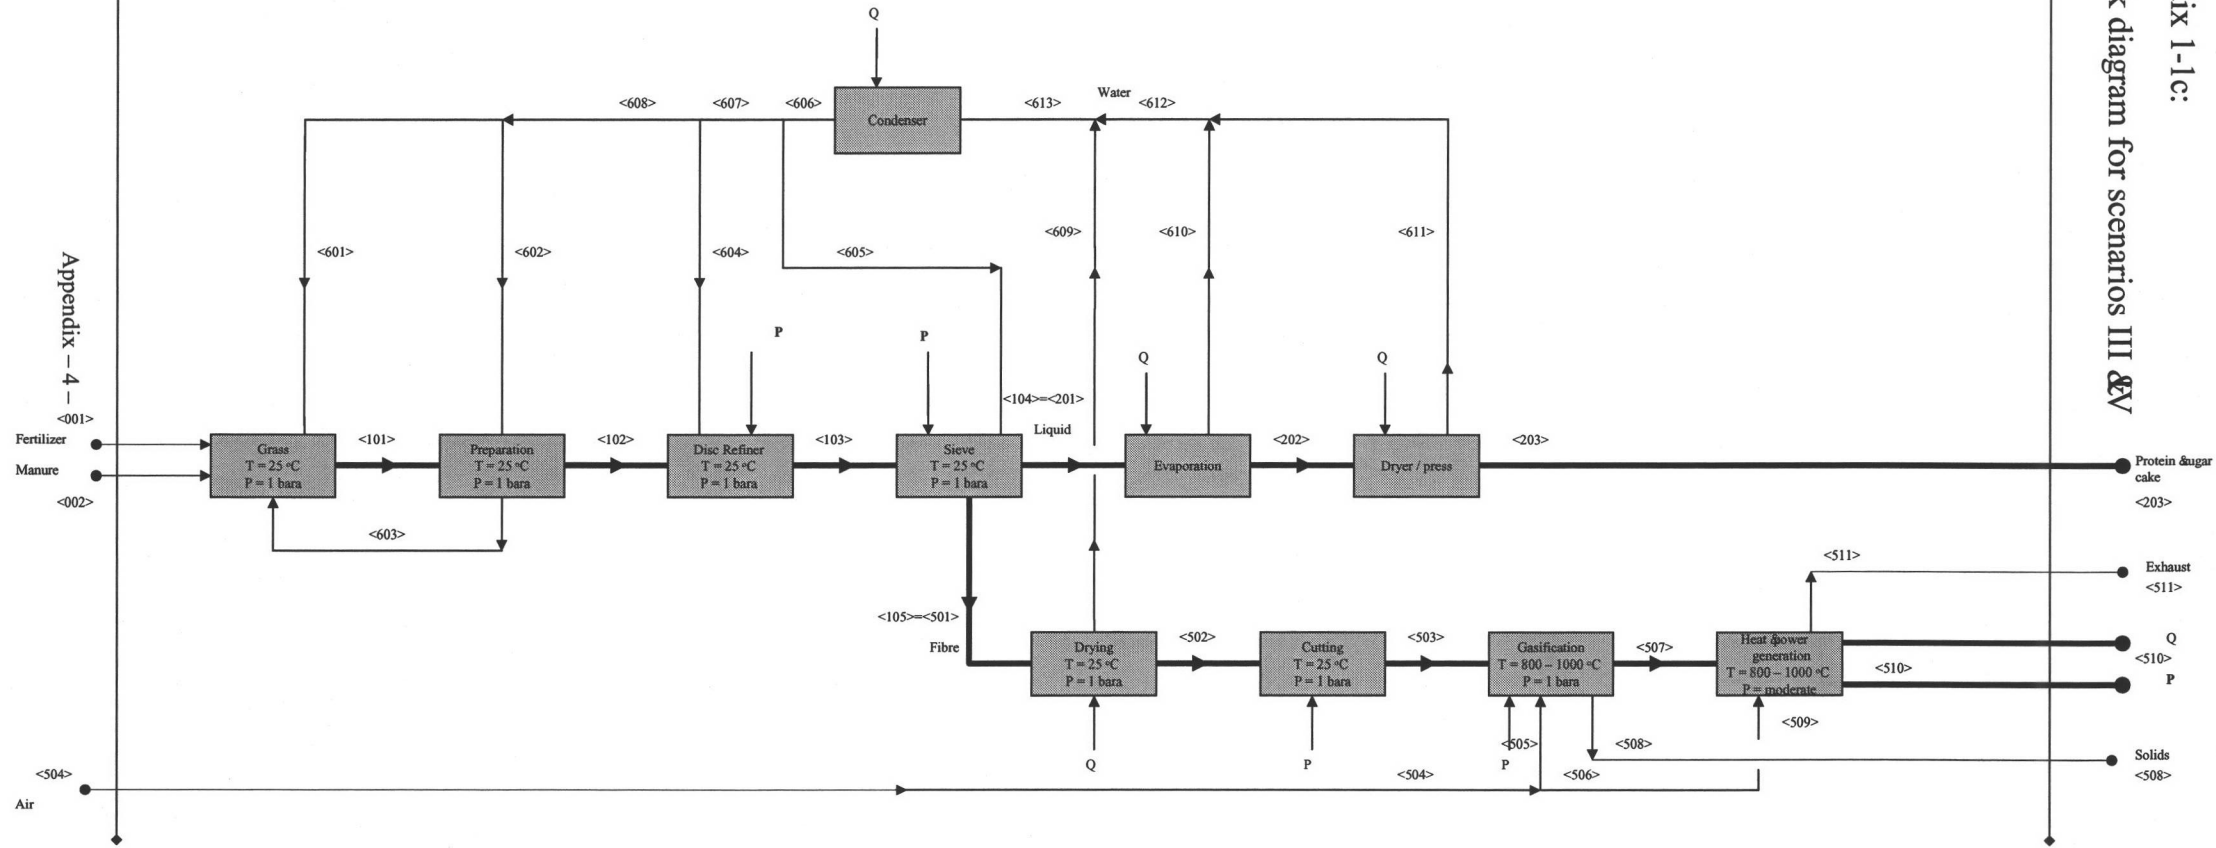 ix 1-1c:
k diagram for scenarios III &V
Appendix – 4 –
Q
Condenser
<608>
<607>
<606>
<613>
Water
<612>
<601>
<602>
<604>
<605>
<609>
<610>
<611>
P
P
Q
Q
<104>=<201>
Liquid
<001>
Fertilizer
Manure
<002>
Grass
T = 25 °C
P = 1 bara
<101>
Preparation
T = 25 °C
P = 1 bara
<102>
Disc Refiner
T = 25 °C
P = 1 bara
<103>
Sieve
T = 25 °C
P = 1 bara
Evaporation
<202>
Dryer / press
<203>
Protein &ugar
cake
<203>
<603>
<511>
Exhaust
<511>
<105>=<501>
Fibre
Drying
T = 25 °C
P = 1 bara
<502>
Cutting
T = 25 °C
P = 1 bara
<503>
Gasification
T = 800 – 1000 °C
P = 1 bara
<507>
Heat &power
generation
T = 800 – 1000 °C
P = moderate
<510>
Q
<510>
P
<509>
<505>
<508>
Solids
<508>
Q
P
P
<504>
Air
<504>
<506>